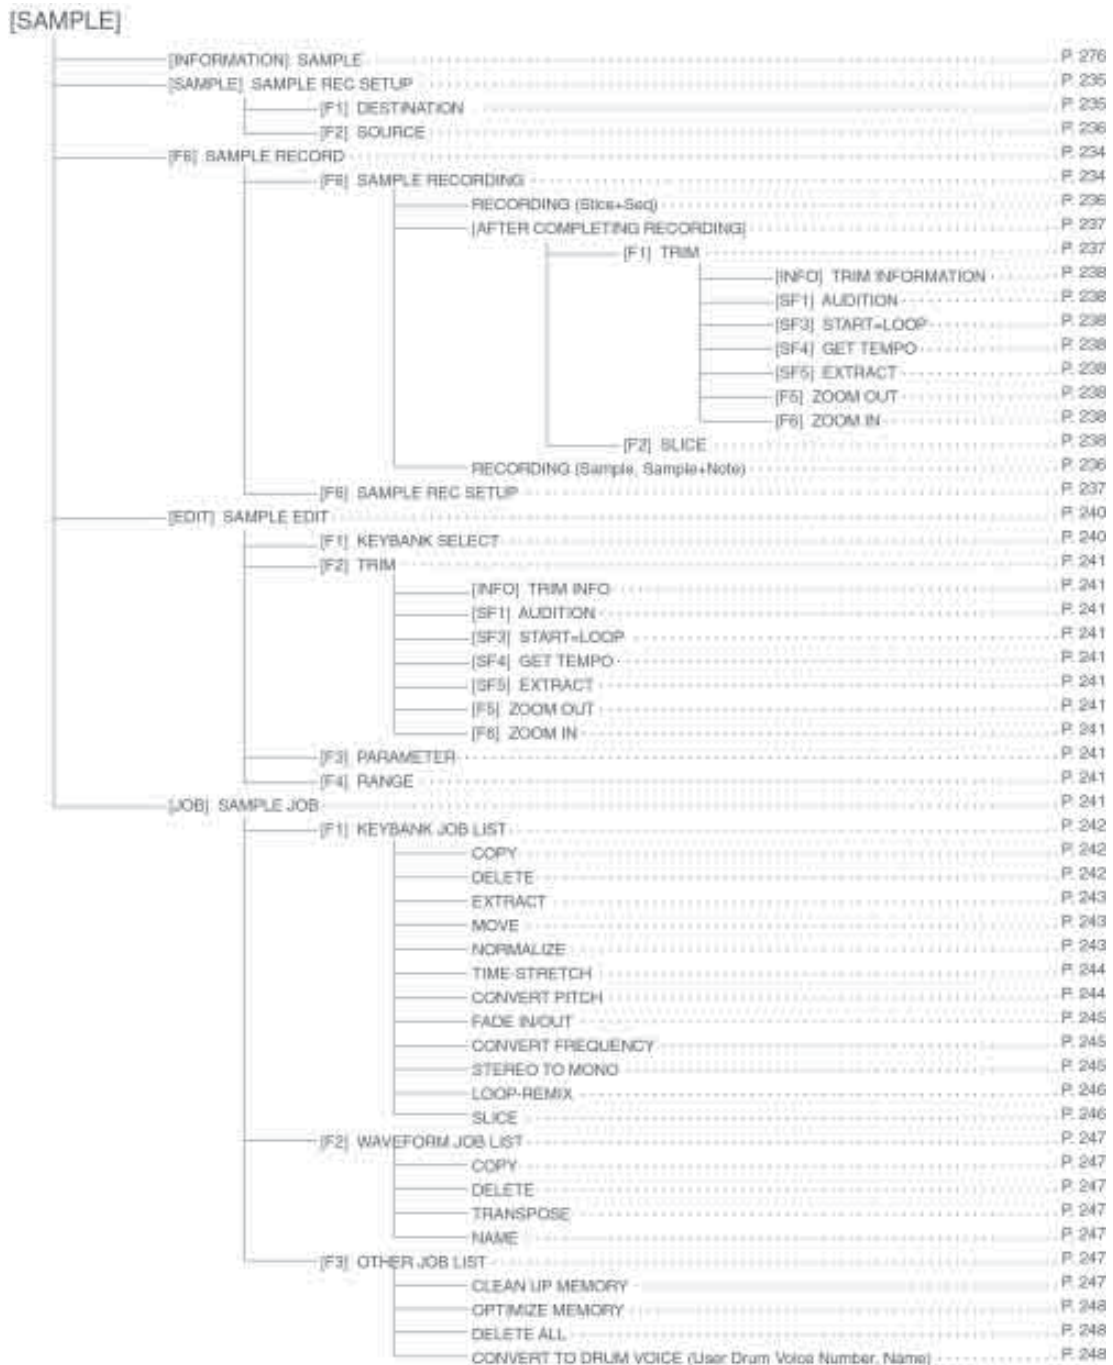 [SAMPLE]
[INFORMATION] SAMPLE P. 276
[SAMPLE] SAMPLE REC SETUP P. 235
[F1] DESTINATION P. 235
[F2] SOURCE P. 236
[F6] SAMPLE RECORD P. 234
[F6] SAMPLE RECORDING P. 234
RECORDING (Slice+Seq) P. 236
[AFTER COMPLETING RECORDING] P. 237
[F1] TRIM P. 237
[INFO] TRIM INFORMATION P. 238
[SF1] AUDITION P. 238
[SF3] START=LOOP P. 238
[SF4] GET TEMPO P. 238
[SF5] EXTRACT P. 238
[F5] ZOOM OUT P. 238
[F6] ZOOM IN P. 238
[F2] SLICE P. 238
RECORDING (Sample, Sample+Note) P. 236
[F6] SAMPLE REC SETUP P. 237
[EDIT] SAMPLE EDIT P. 240
[F1] KEYBANK SELECT P. 240
[F2] TRIM P. 241
[INFO] TRIM INFO P. 241
[SF1] AUDITION P. 241
[SF3] START=LOOP P. 241
[SF4] GET TEMPO P. 241
[SF5] EXTRACT P. 241
[F5] ZOOM OUT P. 241
[F6] ZOOM IN P. 241
[F3] PARAMETER P. 241
[F4] RANGE P. 241
[JOB] SAMPLE JOB P. 241
[F1] KEYBANK JOB LIST P. 242
COPY P. 242
DELETE P. 242
EXTRACT P. 243
MOVE P. 243
NORMALIZE P. 243
TIME-STRETCH P. 244
CONVERT PITCH P. 244
FADE IN/OUT P. 245
CONVERT FREQUENCY P. 245
STEREO TO MONO P. 245
LOOP-REMIX P. 246
SLICE P. 246
[F2] WAVEFORM JOB LIST P. 247
COPY P. 247
DELETE P. 247
TRANSPOSE P. 247
NAME P. 247
[F3] OTHER JOB LIST P. 247
CLEAN UP MEMORY P. 247
OPTIMIZE MEMORY P. 248
DELETE ALL P. 248
CONVERT TO DRUM VOICE (User Drum Voice Number, Name) P. 248